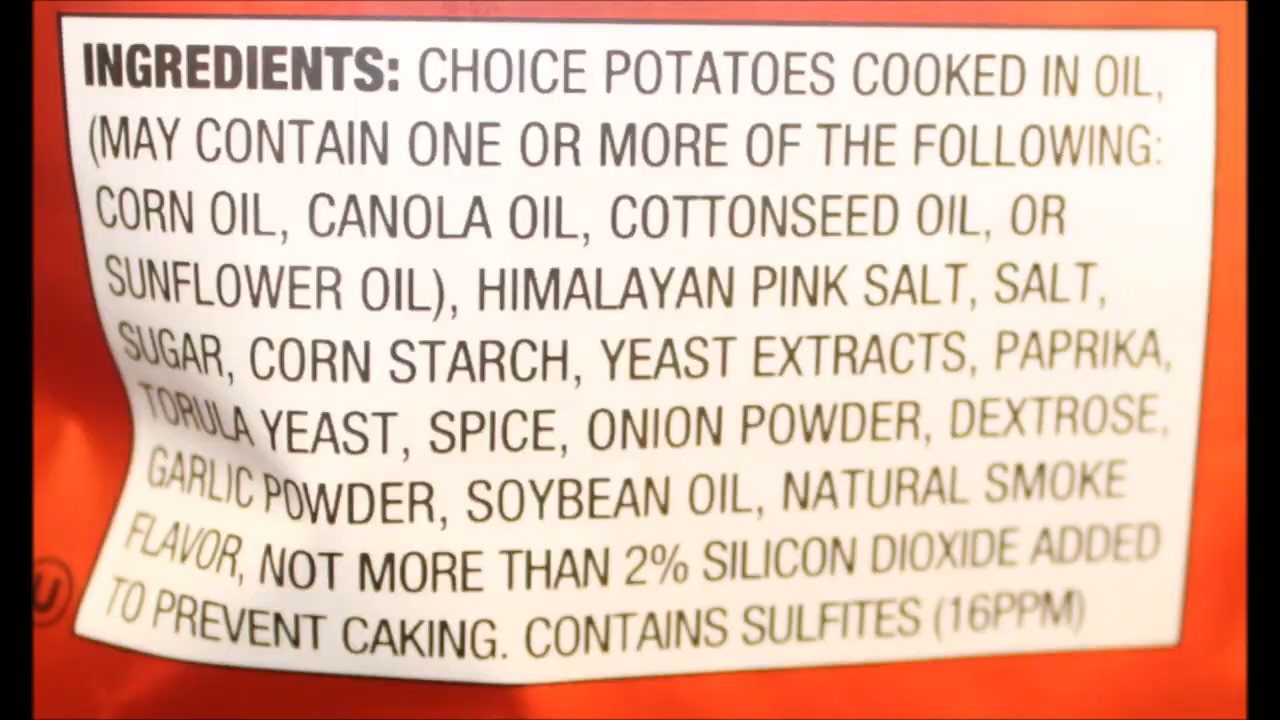 INGREDIENTS: CHOICE POTATOES COOKED IN OIL,
(MAY CONTAIN ONE OR MORE OF THE FOLLOWING:
CORN OIL, CANOLA OIL, COTTONSEED OIL, OR
SUNFLOWER OIL), HIMALAYAN PINK SALT, SALT,
SUGAR, CORN STARCH, YEAST EXTRACTS, PAPRIKA,
TORULA YEAST, SPICE, ONION POWDER, DEXTROSE,
GARLIC POWDER, SOYBEAN OIL, NATURAL SMOKE
FLAVOR, NOT MORE THAN 2% SILICON DIOXIDE ADDED
TO PREVENT CAKING. CONTAINS SULFITES (16PPM)
U